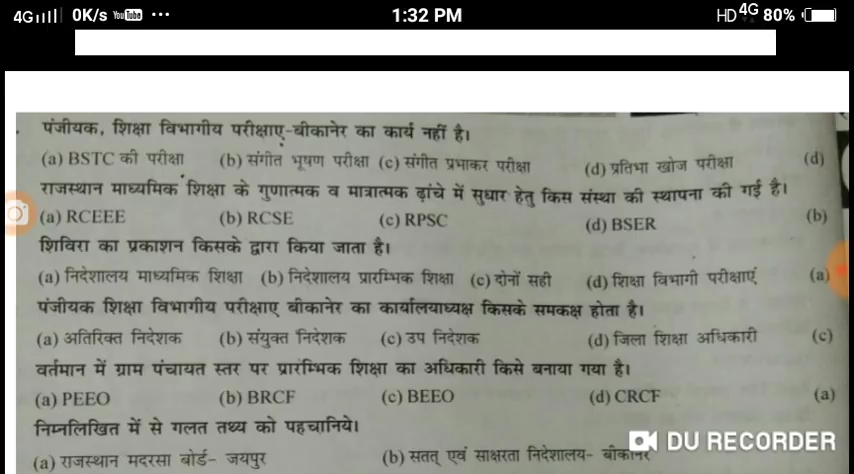 4G 0K/s YouTube ••• 1:32 PM HD 4G 80%
पंजीयक, शिक्षा विभागीय परीक्षाए-बीकानेर का कार्य नहीं है।
(a) BSTC की परीक्षा (b) संगीत भूषण परीक्षा (c) संगीत प्रभाकर परीक्षा (d) प्रतिभा खोज परीक्षा (d)
राजस्थान माध्यमिक शिक्षा के गुणात्मक व मात्रात्मक ढ़ांचे में सुधार हेतु किस संस्था की स्थापना की गई है।
(a) RCEEE (b) RCSE (c) RPSC (d) BSER (b)
शिविरा का प्रकाशन किसके द्वारा किया जाता है।
(a) निदेशालय माध्यमिक शिक्षा (b) निदेशालय प्रारम्भिक शिक्षा (c) दोनों सही (d) शिक्षा विभागी परीक्षाएं (a)
पंजीयक शिक्षा विभागीय परीक्षाए बीकानेर का कार्यालयाध्यक्ष किसके समकक्ष होता है।
(a) अतिरिक्त निदेशक (b) संयुक्त निदेशक (c) उप निदेशक (d) जिला शिक्षा अधिकारी (c)
वर्तमान में ग्राम पंचायत स्तर पर प्रारंम्भिक शिक्षा का अधिकारी किसे बनाया गया है।
(a) PEEO (b) BRCF (c) BEEO (d) CRCF (a)
निम्नलिखित में से गलत तथ्य को पहचानिये।
(a) राजस्थान मदरसा बोर्ड- जयपुर (b) सतत् एवं साक्षरता निदेशालय- बीकानेर
DU RECORDER